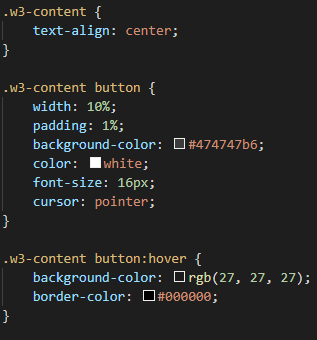 .w3-content {
    text-align: center;
}

.w3-content button {
    width: 10%;
    padding: 1%;
    background-color: #474747b6;
    color: white;
    font-size: 16px;
    cursor: pointer;
}

.w3-content button:hover {
    background-color: rgb(27, 27, 27);
    border-color: #000000;
}